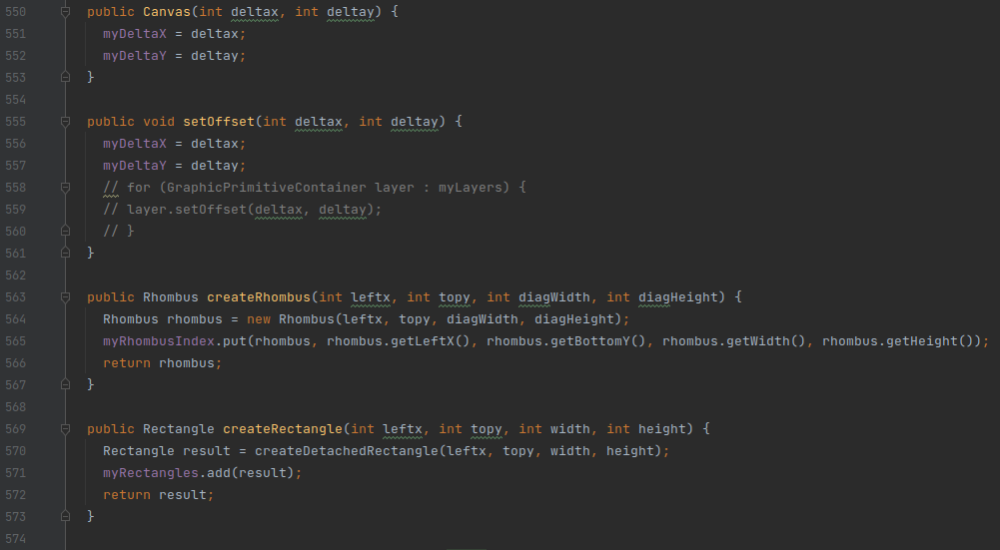 550 public Canvas(int deltax, int deltay) {
551 myDeltaX = deltax;
552 myDeltaY = deltay;
553 }
554
555 public void setOffset(int deltax, int deltay) {
556 myDeltaX = deltax;
557 myDeltaY = deltay;
558 // for (GraphicPrimitiveContainer layer : myLayers) {
559 // layer.setOffset(deltax, deltay);
560 // }
561 }
562
563 public Rhombus createRhombus(int leftx, int topy, int diagWidth, int diagHeight) {
564 Rhombus rhombus = new Rhombus(leftx, topy, diagWidth, diagHeight);
565 myRhombusIndex.put(rhombus, rhombus.getLeftX(), rhombus.getBottomY(), rhombus.getWidth(), rhombus.getHeight());
566 return rhombus;
567 }
568
569 public Rectangle createRectangle(int leftx, int topy, int width, int height) {
570 Rectangle result = createDetachedRectangle(leftx, topy, width, height);
571 myRectangles.add(result);
572 return result;
573 }
574